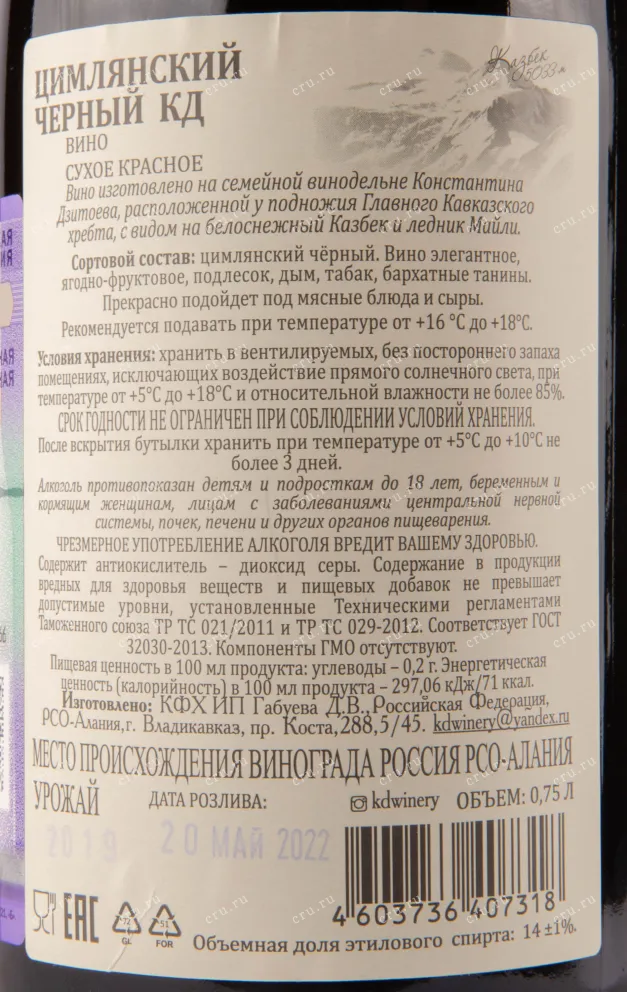 Казбек
5033 м
ЦИМЛЯНСКИЙ
ЧЕРНЫЙ КД
ВИНО
СУХОЕ КРАСНОЕ
Вино изготовлено на семейной винодельне Константина
Дзитоева, расположенной у подножия Главного Кавказского
хребта, с видом на белоснежный Казбек и ледник Майли.
Сортовой состав: цимлянский чёрный. Вино элегантное,
ягодно-фруктовое, подлесок, дым, табак, бархатные танины.
Прекрасно подойдет под мясные блюда и сыры.
Рекомендуется подавать при температуре от +16 °С до +18°С.
Условия хранения: хранить в вентилируемых, без постороннего запаха
помещениях, исключающих воздействие прямого солнечного света, при
температуре от +5°С до +18°С и относительной влажности не более 85%.
СРОК ГОДНОСТИ НЕ ОГРАНИЧЕН ПРИ СОБЛЮДЕНИИ УСЛОВИЙ ХРАНЕНИЯ.
После вскрытия бутылки хранить при температуре от +5°С до +10°С не
более 3 дней.
Алкоголь противопоказан детям и подросткам до 18 лет, беременным и
кормящим женщинам, лицам с заболеваниями центральной нервной
системы, почек, печени и других органов пищеварения.
ЧРЕЗМЕРНОЕ УПОТРЕБЛЕНИЕ АЛКОГОЛЯ ВРЕДИТ ВАШЕМУ ЗДОРОВЬЮ.
Содержит антиокислитель – диоксид серы. Содержание в продукции
вредных для здоровья веществ и пищевых добавок не превышает
допустимые уровни, установленные Техническими регламентами
Таможенного союза ТР ТС 021/2011 и ТР ТС 029-2012. Соответствует ГОСТ
32030-2013. Компоненты ГМО отсутствуют.
Пищевая ценность в 100 мл продукта: углеводы – 0,2 г. Энергетическая
ценность (калорийность) в 100 мл продукта – 297,06 кДж/71 ккал.
Изготовлено: КФХ ИП Габуева Д.В., Российская Федерация,
РСО-Алания, г. Владикавказ, пр. Коста, 288,5/45. kdwinery@yandex.ru
МЕСТО ПРОИСХОЖДЕНИЯ ВИНОГРАДА РОССИЯ РСО-АЛАНИЯ
УРОЖАЙ ДАТА РОЗЛИВА: kdwinery ОБЪЕМ: 0,75 Л
2019 20 МАЙ 2022
4 603736 407318
EAC
72
GL
51
FOR
Объемная доля этилового спирта: 14 ±1%.
cru.ru